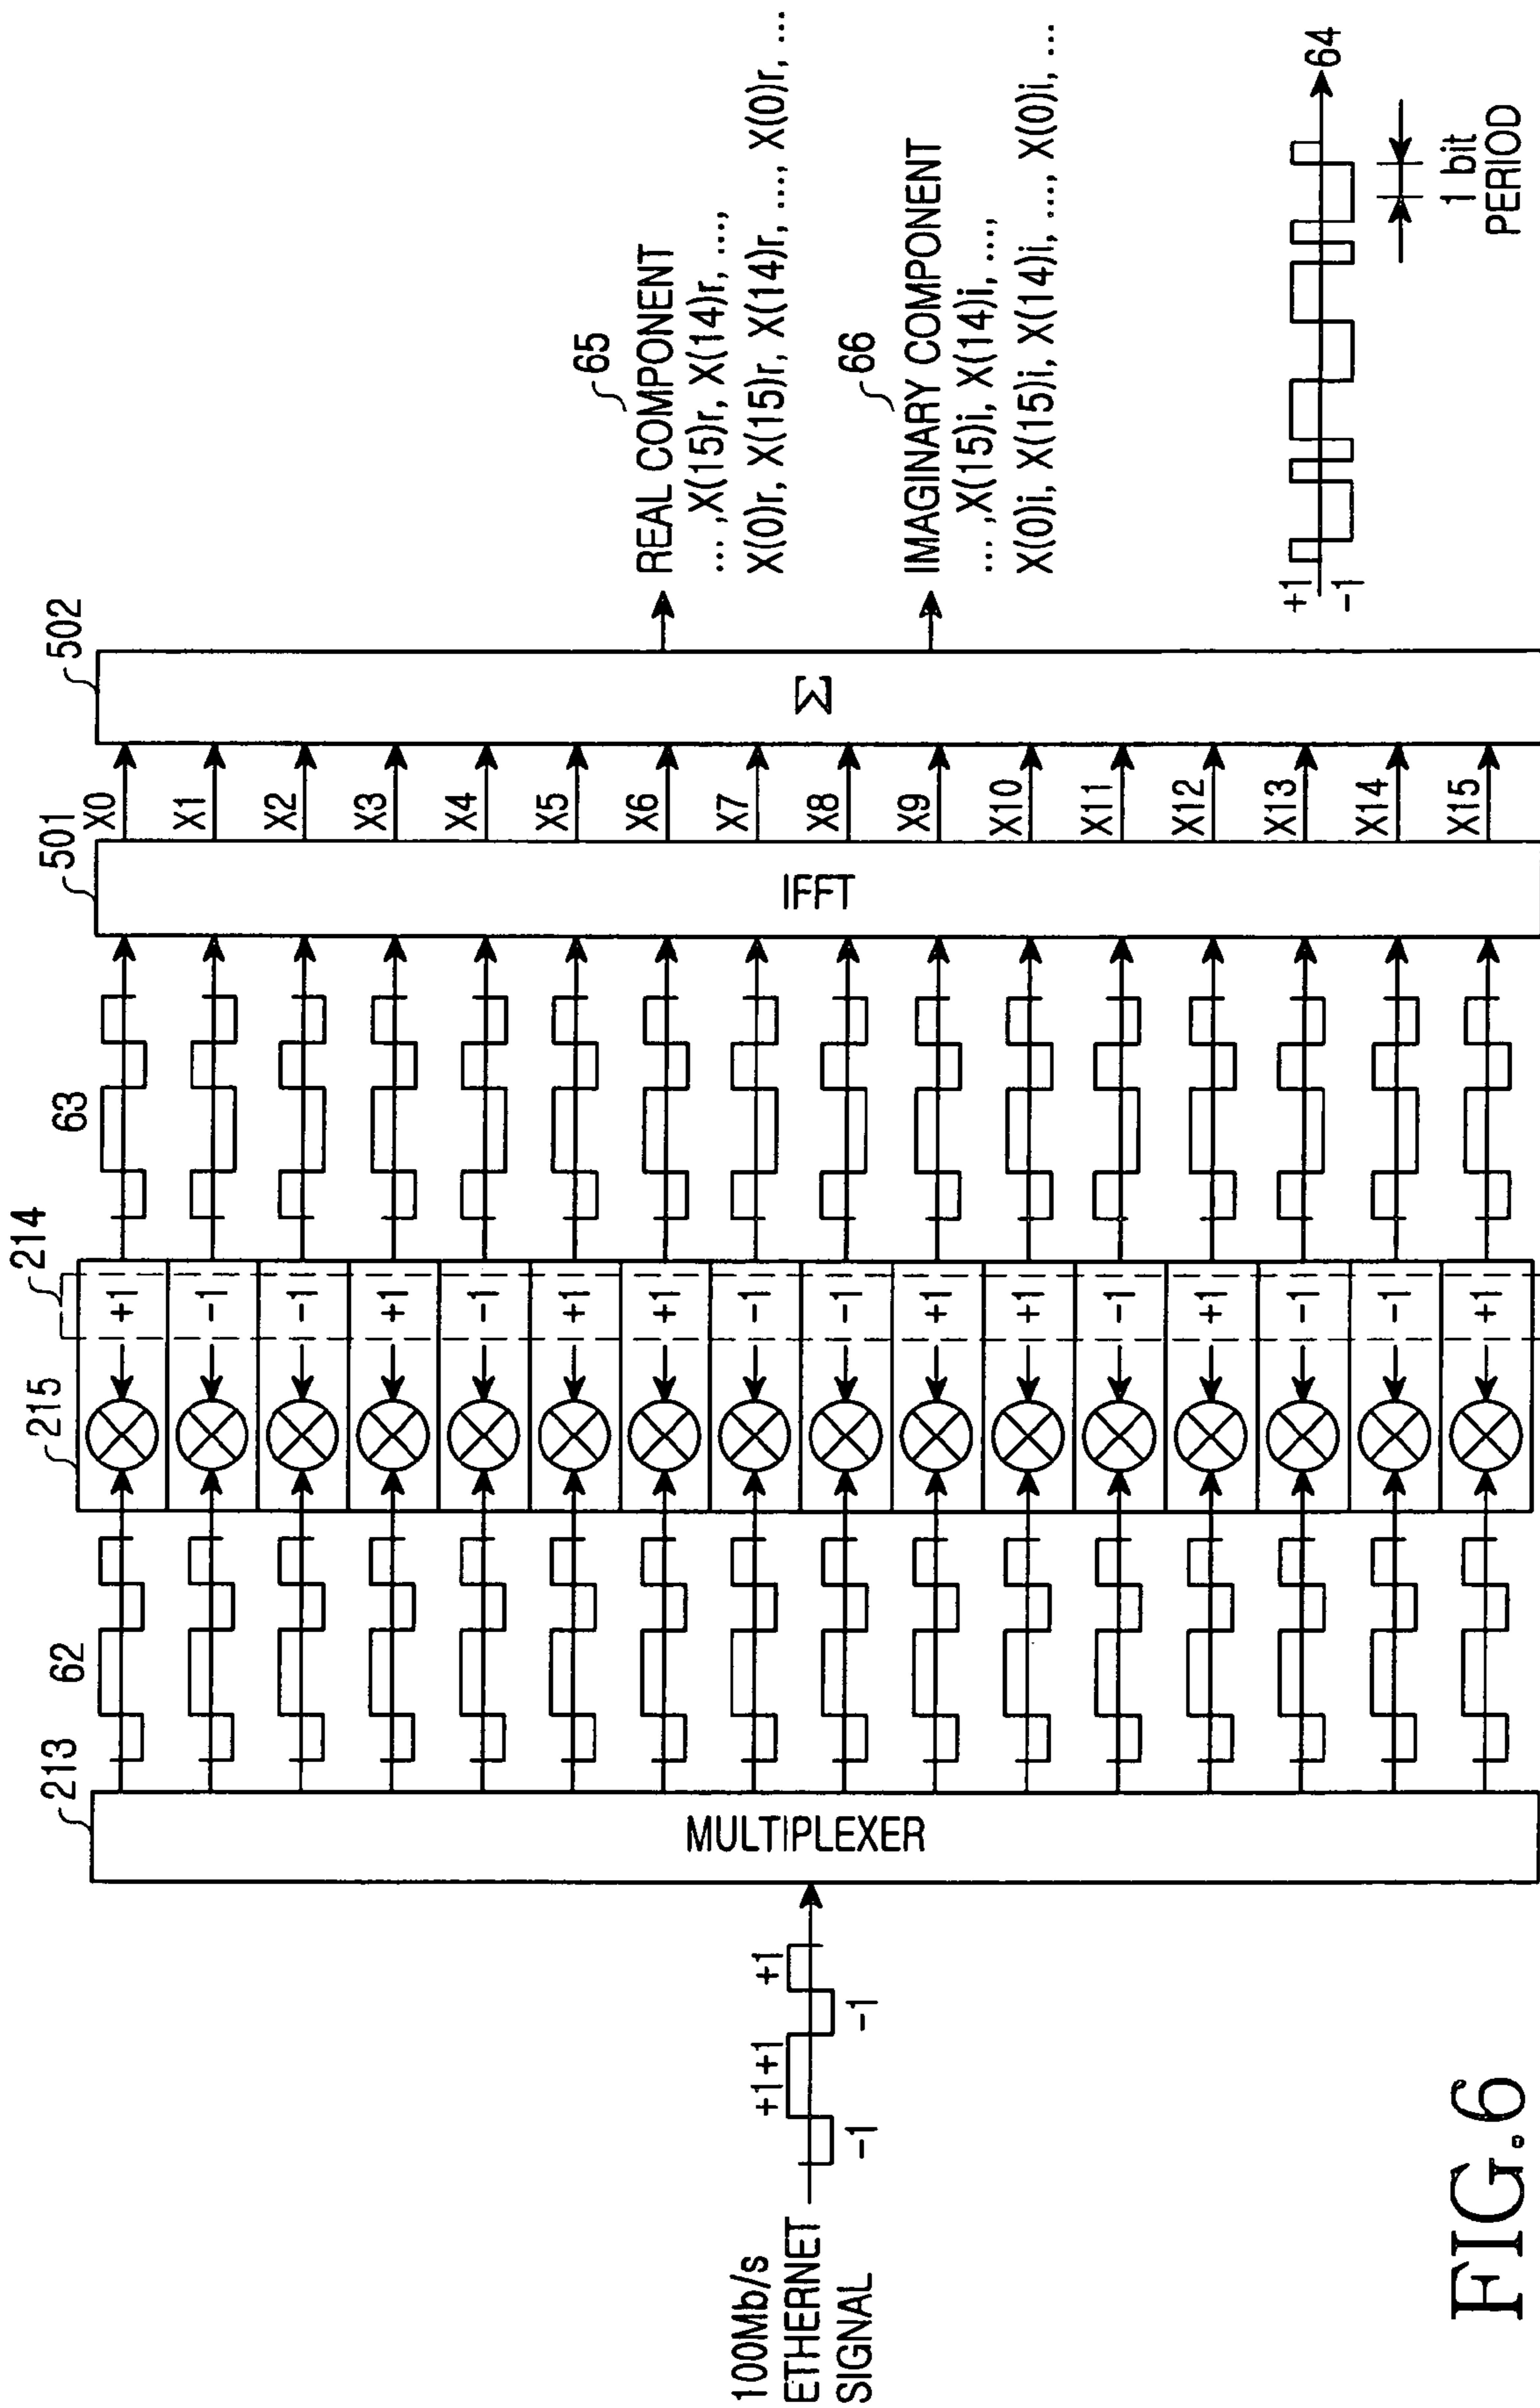 100Mb/s
ETHERNET
SIGNAL
-1
+1+1
-1
+1
213
MULTIPLEXER
62
215
214
+1
-1
-1
+1
-1
+1
+1
-1
-1
+1
+1
-1
+1
-1
-1
+1
63
501
IFFT
X0
X1
X2
X3
X4
X5
X6
X7
X8
X9
X10
X11
X12
X13
X14
X15
502
Σ
65
REAL COMPONENT
... ,X(15)r, X(14)r, ...,
X(0)r, X(15)r, X(14)r, ..., X(0)r, ...
66
IMAGINARY COMPONENT
... ,X(15)i, X(14)i, ...,
X(0)i, X(15)i, X(14)i, ..., X(0)i, ...
+1
-1
64
1 bit
PERIOD
FIG.6